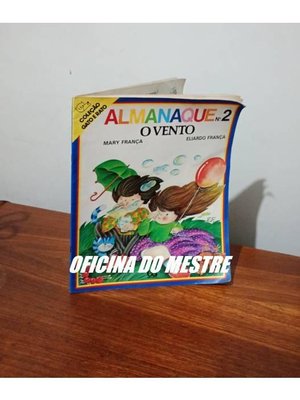 COLEÇÃO
GATO E RATO
ALMANAQUE Nº 2
O VENTO
MARY FRANÇA
ELIARDO FRANÇA
OFICINA DO MESTRE